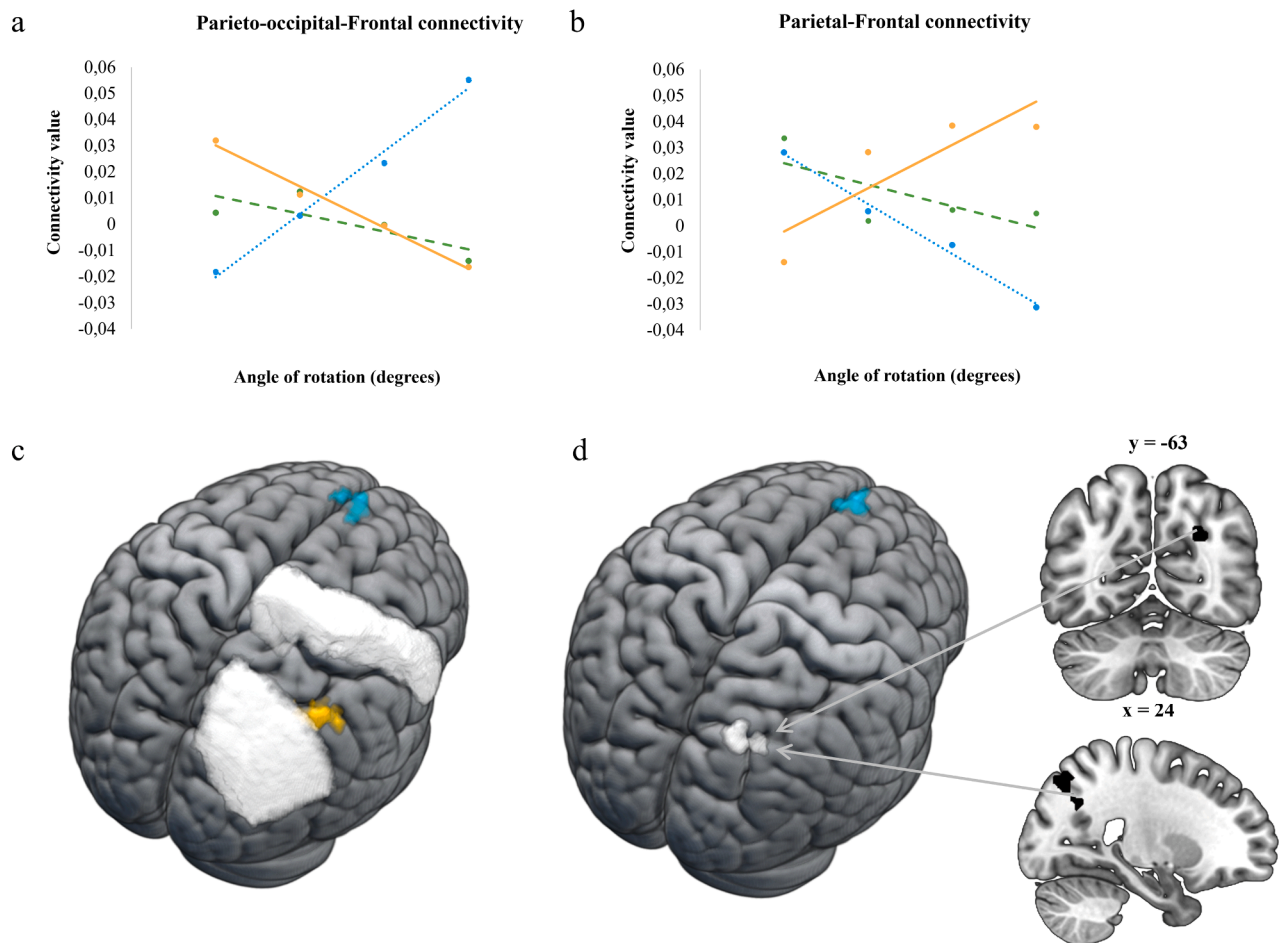 a
Parieto-occipital-Frontal connectivity
Connectivity value
0,06
0,05
0,04
0,03
0,02
0,01
0
-0,01
-0,02
-0,03
-0,04
Angle of rotation (degrees)
b
Parietal-Frontal connectivity
Connectivity value
0,06
0,05
0,04
0,03
0,02
0,01
0
-0,01
-0,02
-0,03
-0,04
Angle of rotation (degrees)
c
d
y = -63
x = 24